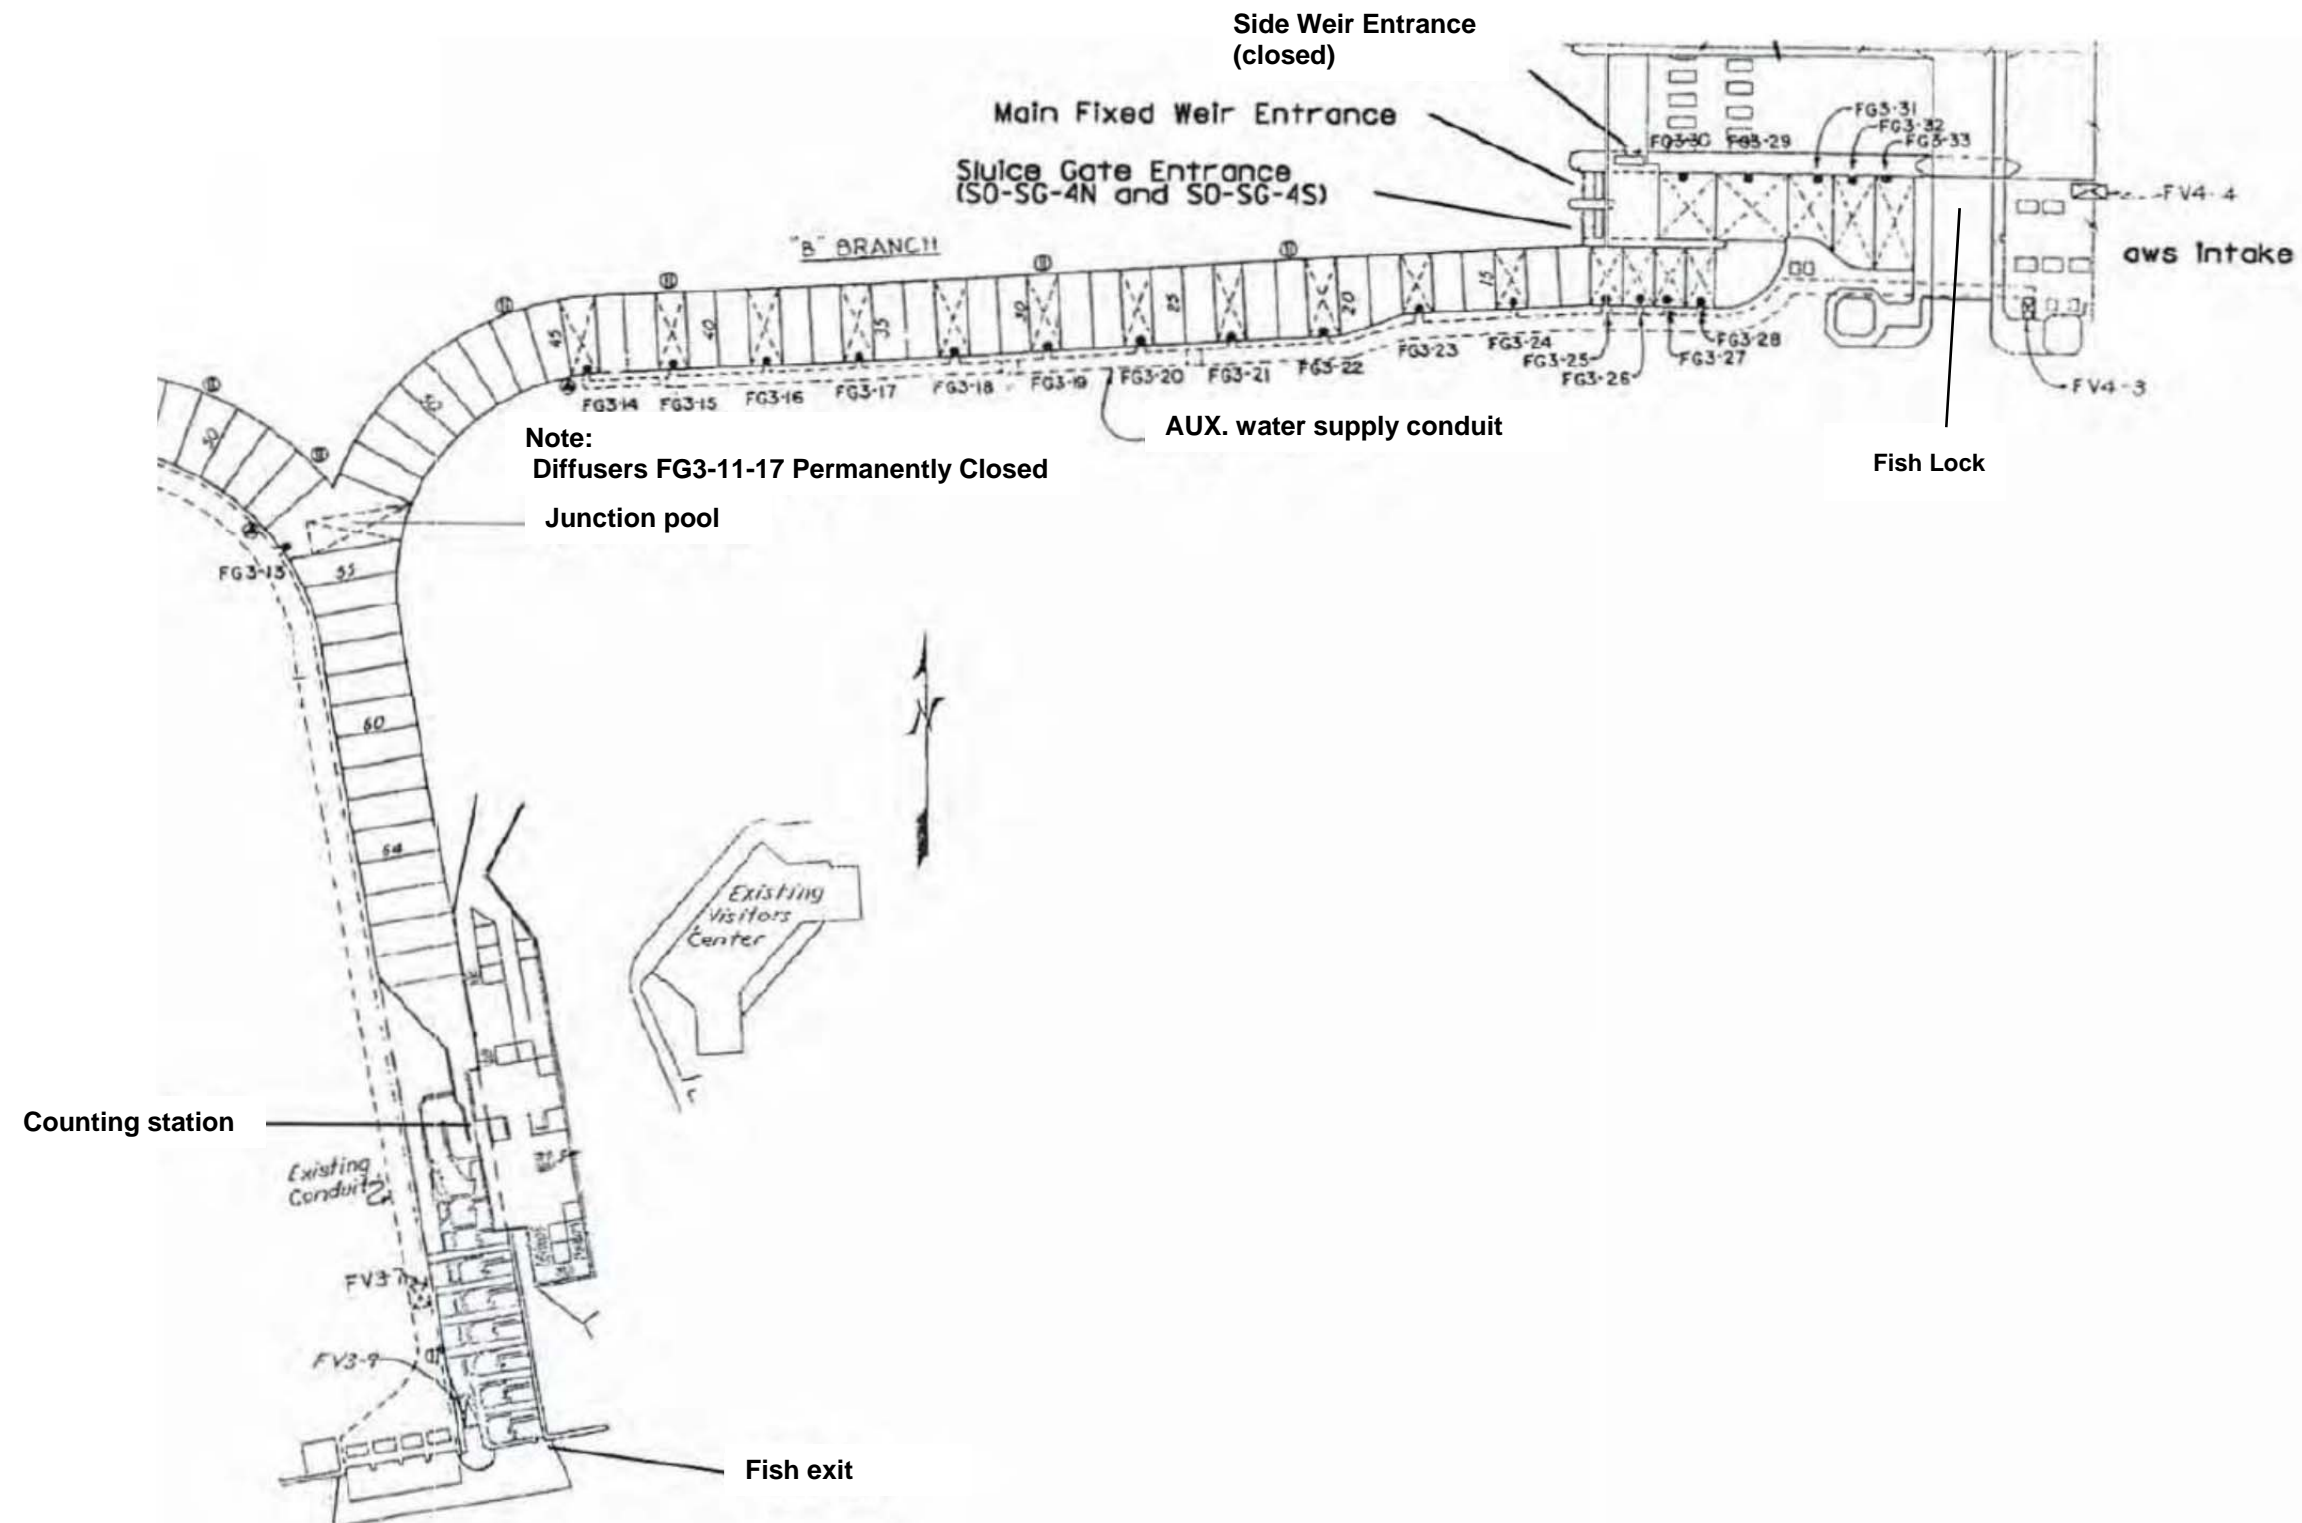 Side Weir Entrance
(closed)
Main Fixed Weir Entrance
Sluice Gate Entrance
(SO-SG-4N and SO-SG-4S)
"B" BRANCH
FG3-30 FG3-29
FG3-31
FG3-32
FG3-33
FV4-4
aws Intake
FV4-3
45
40
35
30
25
20
15
FG3-14 FG3-15 FG3-16 FG3-17 FG3-18 FG3-19 FG3-20 FG3-21 FG3-22 FG3-23 FG3-24
FG3-25
FG3-26
FG3-27
FG3-28
50
50
AUX. water supply conduit
Note:
Diffusers FG3-11-17 Permanently Closed
Fish Lock
Junction pool
FG3-13
55
N
60
64
Existing
Visitors
Center
Counting station
Existing
Conduit
FV3-9
Fish exit